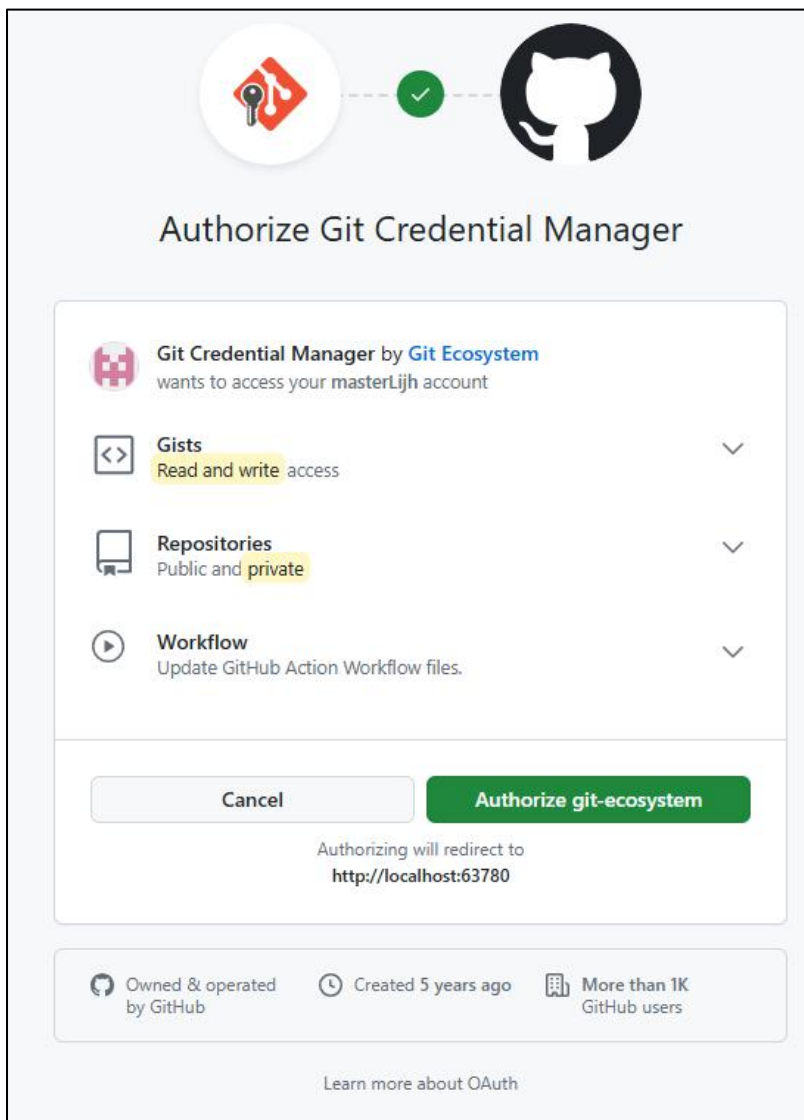 Authorize Git Credential Manager
Git Credential Manager by Git Ecosystem
wants to access your masterLijh account
Gists
Read and write access
Repositories
Public and private
Workflow
Update GitHub Action Workflow files.
Cancel
Authorize git-ecosystem
Authorizing will redirect to
http://localhost:63780
Owned & operated
by GitHub
Created 5 years ago
More than 1K
GitHub users
Learn more about OAuth